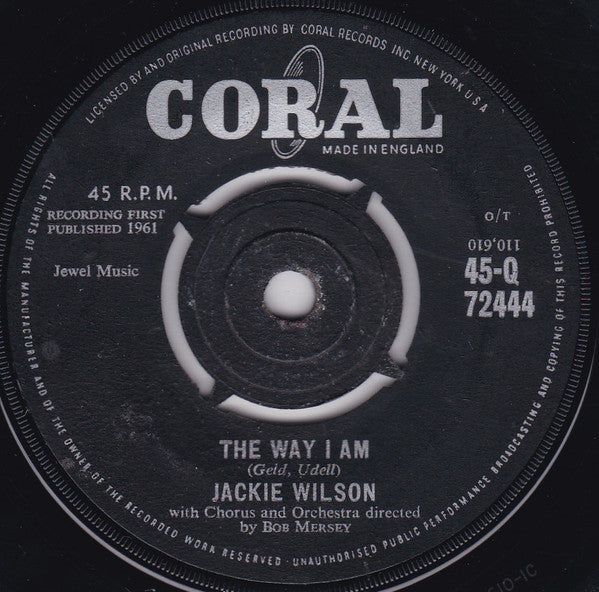 LICENSED BY AND ORIGINAL RECORDING BY CORAL RECORDS INC NEW YORK U S A
CORAL
MADE IN ENGLAND
45 R.P.M.
RECORDING FIRST
PUBLISHED 1961
O/T
110,610
Jewel Music
45-Q
72444
THE WAY I AM
(Geld, Udell)
JACKIE WILSON
with Chorus and Orchestra directed
by BOB MERSEY
ALL RIGHTS OF THE MANUFACTURER AND OF THE OWNER OF THE RECORDED WORK RESERVED · UNAUTHORISED PUBLIC PERFORMANCE BROADCASTING AND COPYING OF THIS RECORD PROHIBITED